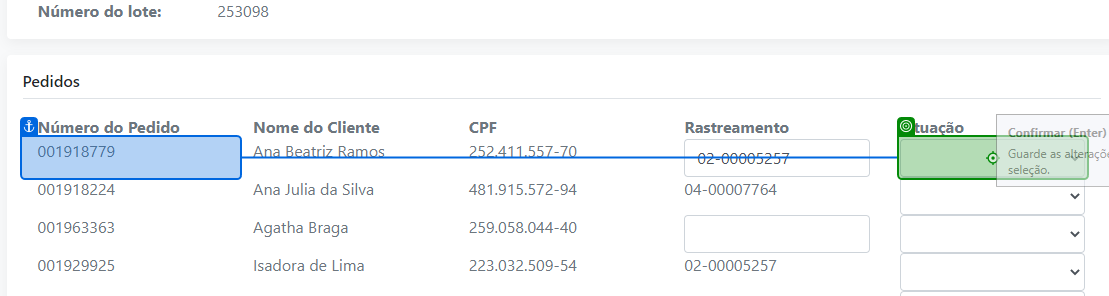 Número do lote: 253098
Pedidos
Número do Pedido Nome do Cliente CPF Rastreamento tuação
001918779 Ana Beatriz Ramos 252.411.557-70 02-00005257
Confirmar (Enter)
Guarde as alteraçõe
seleção.
001918224 Ana Julia da Silva 481.915.572-94 04-00007764
001963363 Agatha Braga 259.058.044-40
001929925 Isadora de Lima 223.032.509-54 02-00005257